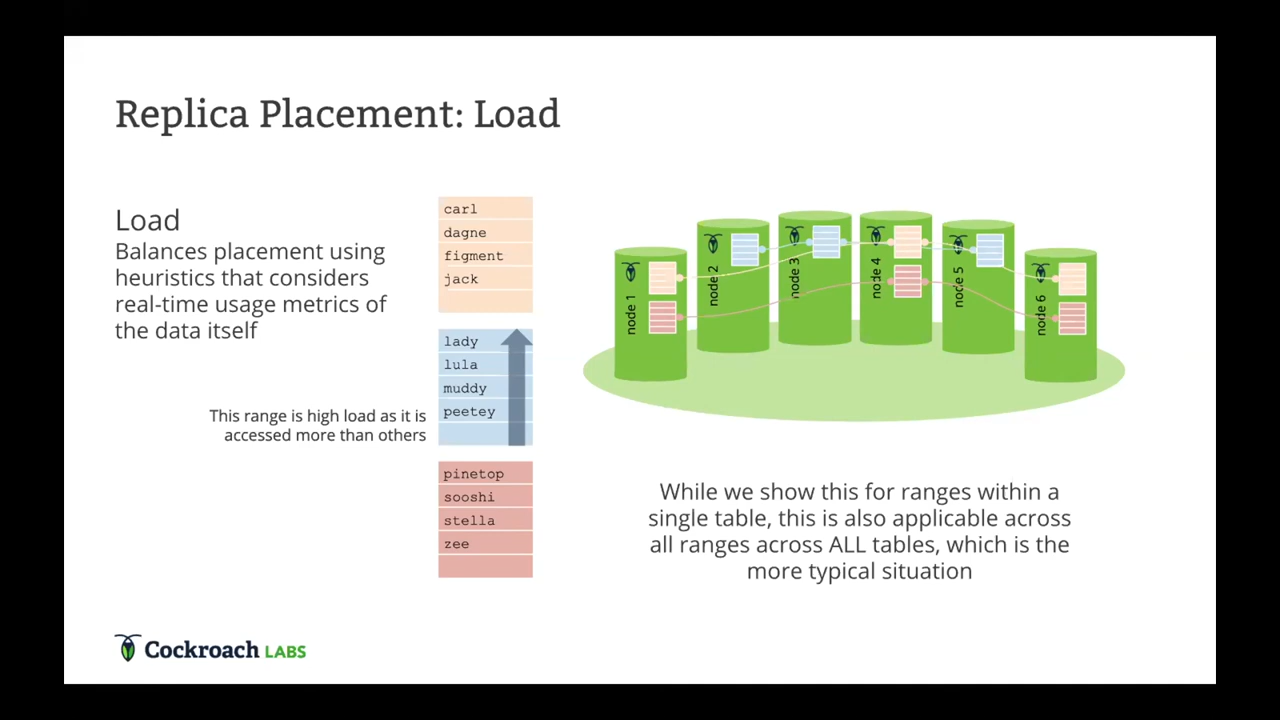 Replica Placement: Load
Load
Balances placement using
heuristics that considers
real-time usage metrics of
the data itself
This range is high load as it is
accessed more than others
carl
dagne
figment
jack
lady
lula
muddy
peetey
pinetop
sooshi
stella
zee
node 1
node 2
node 3
node 4
node 5
node 6
While we show this for ranges within a
single table, this is also applicable across
all ranges across ALL tables, which is the
more typical situation
Cockroach LABS